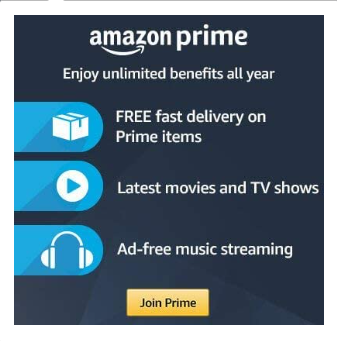 amazon prime
Enjoy unlimited benefits all year
FREE fast delivery on
Prime items
Latest movies and TV shows
Ad-free music streaming
Join Prime